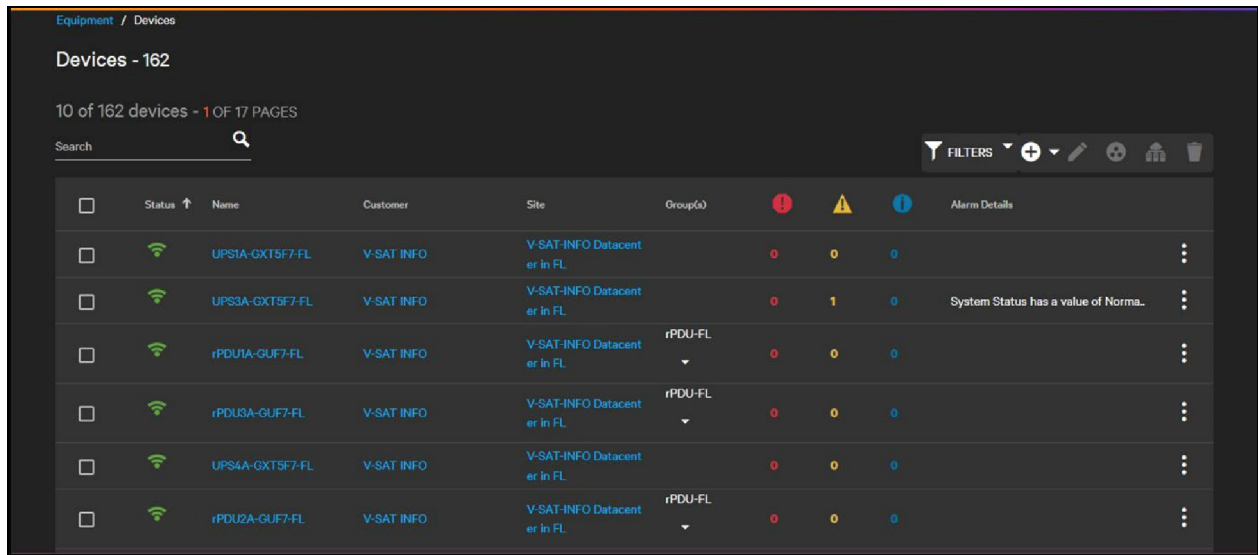 Equipment / Devices
Devices - 162
10 of 162 devices - 1 OF 17 PAGES
Search
FILTERS
Status Name Customer Site Group(s) Alarm Details
UPS1A-GXT5F7-FL V-SAT INFO V-SAT-INFO Datacent 0 0 0
er in FL
UPS3A-GXT5F7-FL V-SAT INFO V-SAT-INFO Datacent 0 1 0 System Status has a value of Norma..
er in FL
rPDU1A-GUF7-FL V-SAT INFO V-SAT-INFO Datacent rPDU-FL 0 0 0
er in FL
rPDU3A-GUF7-FL V-SAT INFO V-SAT-INFO Datacent rPDU-FL 0 0 0
er in FL
UPS4A-GXT5F7-FL V-SAT INFO V-SAT-INFO Datacent 0 0 0
er in FL
rPDU2A-GUF7-FL V-SAT INFO V-SAT-INFO Datacent rPDU-FL 0 0 0
er in FL